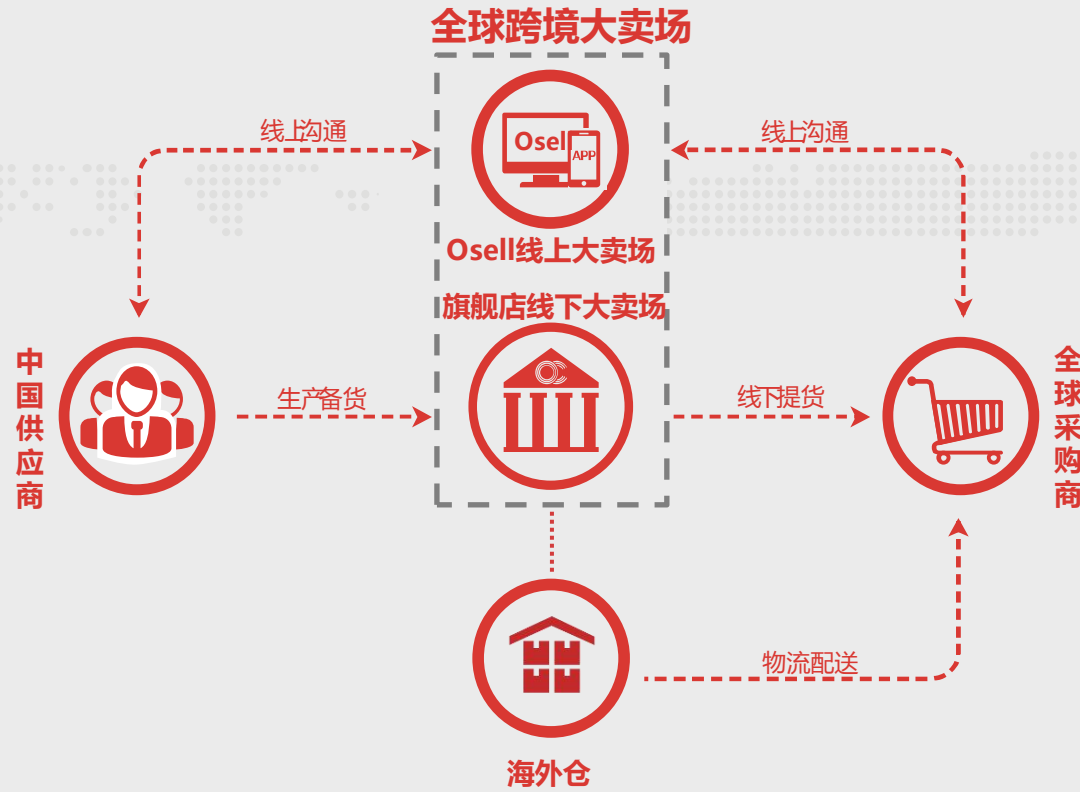 全球跨境大卖场
线上沟通
线上沟通
Osell
APP
Osell线上大卖场
旗舰店线下大卖场
中国供应商
生产备货
线下提货
全球采购商
物流配送
海外仓